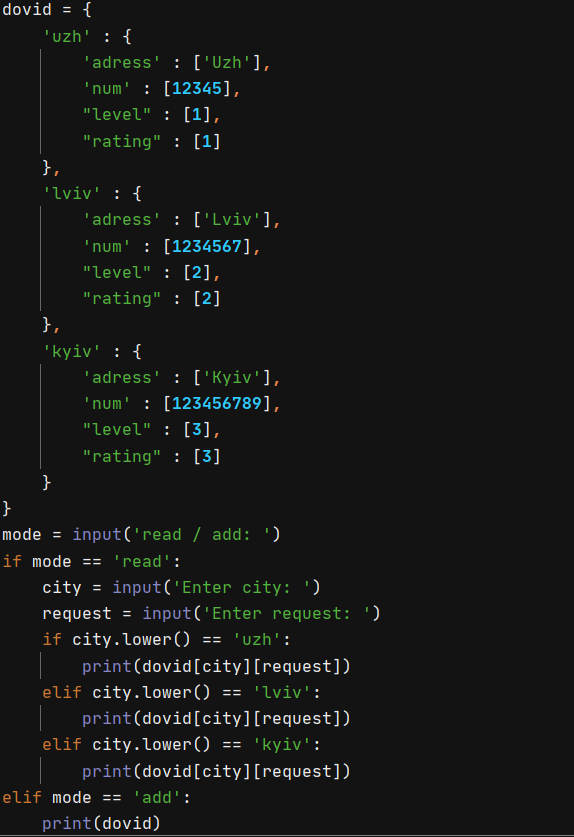 dovid = {
    'uzh' : {
        'adress' : ['Uzh'],
        'num' : [12345],
        "level" : [1],
        "rating" : [1]
    },
    'lviv' : {
        'adress' : ['Lviv'],
        'num' : [1234567],
        "level" : [2],
        "rating" : [2]
    },
    'kyiv' : {
        'adress' : ['Kyiv'],
        'num' : [123456789],
        "level" : [3],
        "rating" : [3]
    }
}
mode = input('read / add: ')
if mode == 'read':
    city = input('Enter city: ')
    request = input('Enter request: ')
    if city.lower() == 'uzh':
        print(dovid[city][request])
    elif city.lower() == 'lviv':
        print(dovid[city][request])
    elif city.lower() == 'kyiv':
        print(dovid[city][request])
elif mode == 'add':
    print(dovid)